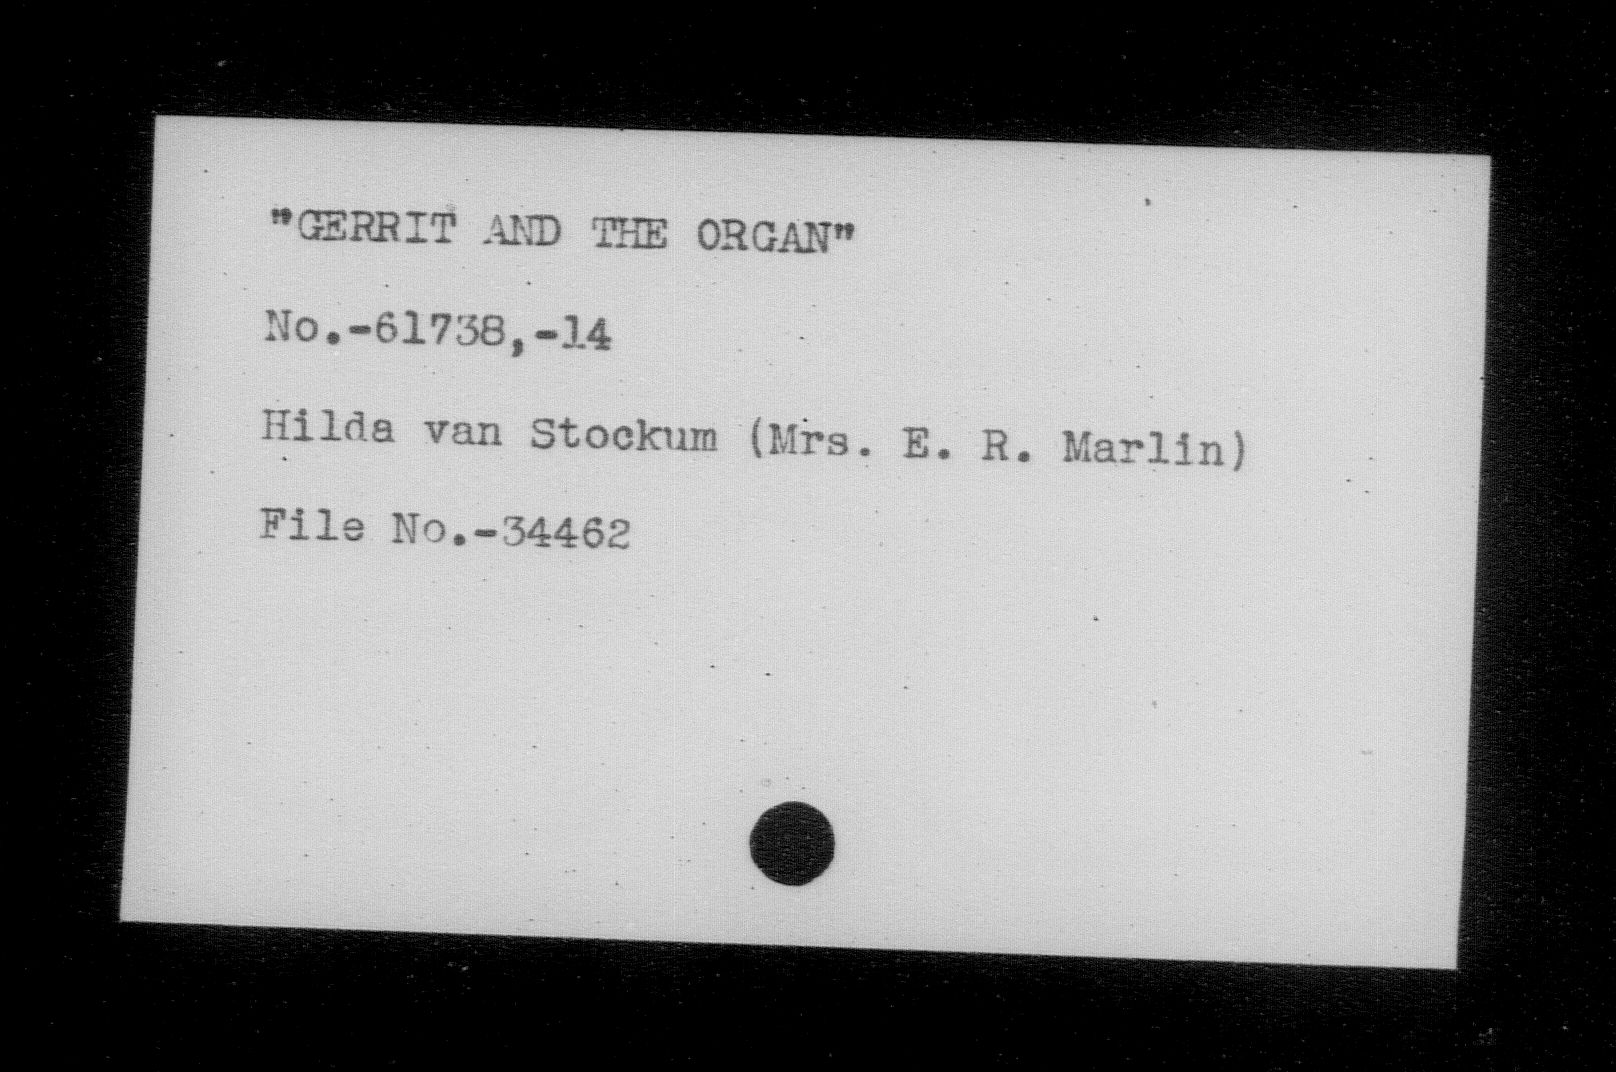 "GERRIT AND THE ORGAN"
No.-61738,-14
Hilda van Stockum (Mrs. E. R. Marlin)
File No.-34462